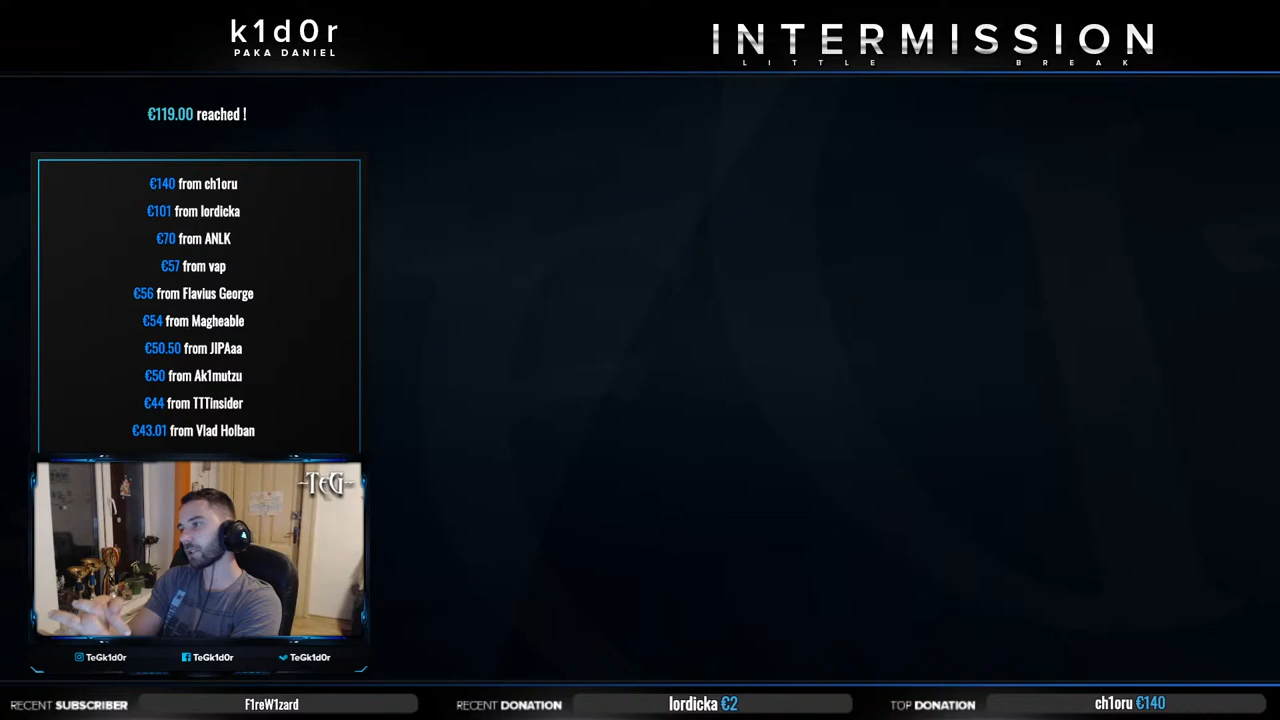 k1d0r
PAKA DANIEL
INTERMISSION
LITTLE BREAK
€119.00 reached !
€140 from ch1oru
€101 from lordicka
€70 from ANLK
€57 from vap
€56 from Flavius George
€54 from Magheable
€50.50 from JIPAaa
€50 from Ak1mutzu
€44 from TTTinsider
€43.01 from Vlad Holban
-TeG-
TeGk1d0r TeGk1d0r TeGk1d0r
RECENT SUBSCRIBER F1reW1zard RECENT DONATION lordicka €2 TOP DONATION ch1oru €140